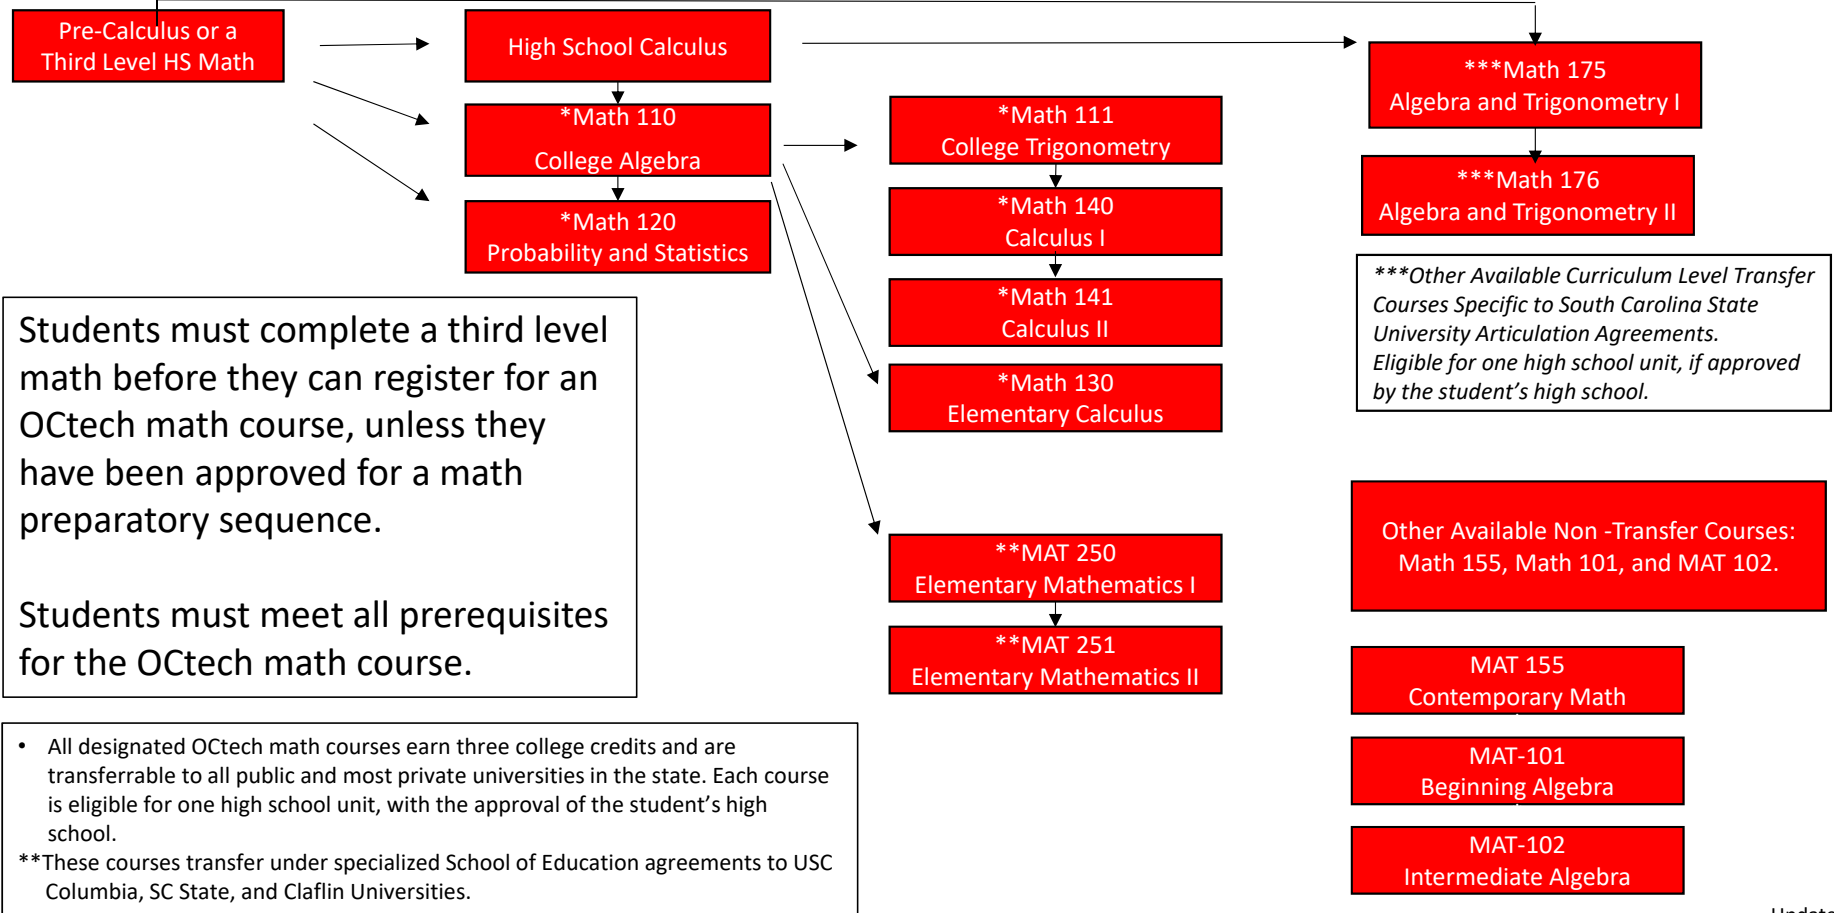 Pre-Calculus or a
Third Level HS Math
High School Calculus
*Math 110
College Algebra
*Math 120
Probability and Statistics
*Math 111
College Trigonometry
*Math 140
Calculus I
*Math 141
Calculus II
*Math 130
Elementary Calculus
**MAT 250
Elementary Mathematics I
**MAT 251
Elementary Mathematics II
***Math 175
Algebra and Trigonometry I
***Math 176
Algebra and Trigonometry II
***Other Available Curriculum Level Transfer
Courses Specific to South Carolina State
University Articulation Agreements.
Eligible for one high school unit, if approved
by the student’s high school.
Other Available Non -Transfer Courses:
Math 155, Math 101, and MAT 102.
MAT 155
Contemporary Math
MAT-101
Beginning Algebra
MAT-102
Intermediate Algebra
Students must complete a third level
math before they can register for an
OCtech math course, unless they
have been approved for a math
preparatory sequence.
Students must meet all prerequisites
for the OCtech math course.
• All designated OCtech math courses earn three college credits and are
transferrable to all public and most private universities in the state. Each course
is eligible for one high school unit, with the approval of the student’s high
school.
**These courses transfer under specialized School of Education agreements to USC
Columbia, SC State, and Claflin Universities.